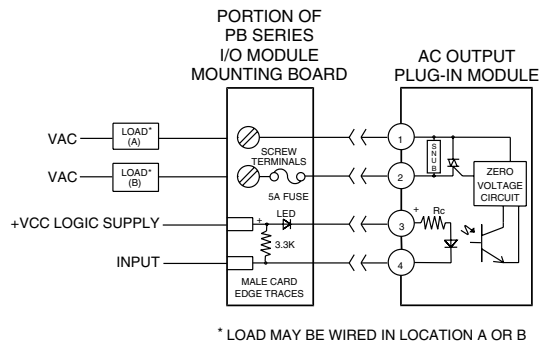 PORTION OF
PB SERIES
I/O MODULE
MOUNTING BOARD
AC OUTPUT
PLUG-IN MODULE
VAC
LOAD*
(A)
1
SCREW
TERMINALS
SNUB
VAC
LOAD*
(B)
2
5A FUSE
ZERO
VOLTAGE
CIRCUIT
+VCC LOGIC SUPPLY
+
LED
3
+
Rc
3.3K
INPUT
4
MALE CARD
EDGE TRACES
* LOAD MAY BE WIRED IN LOCATION A OR B